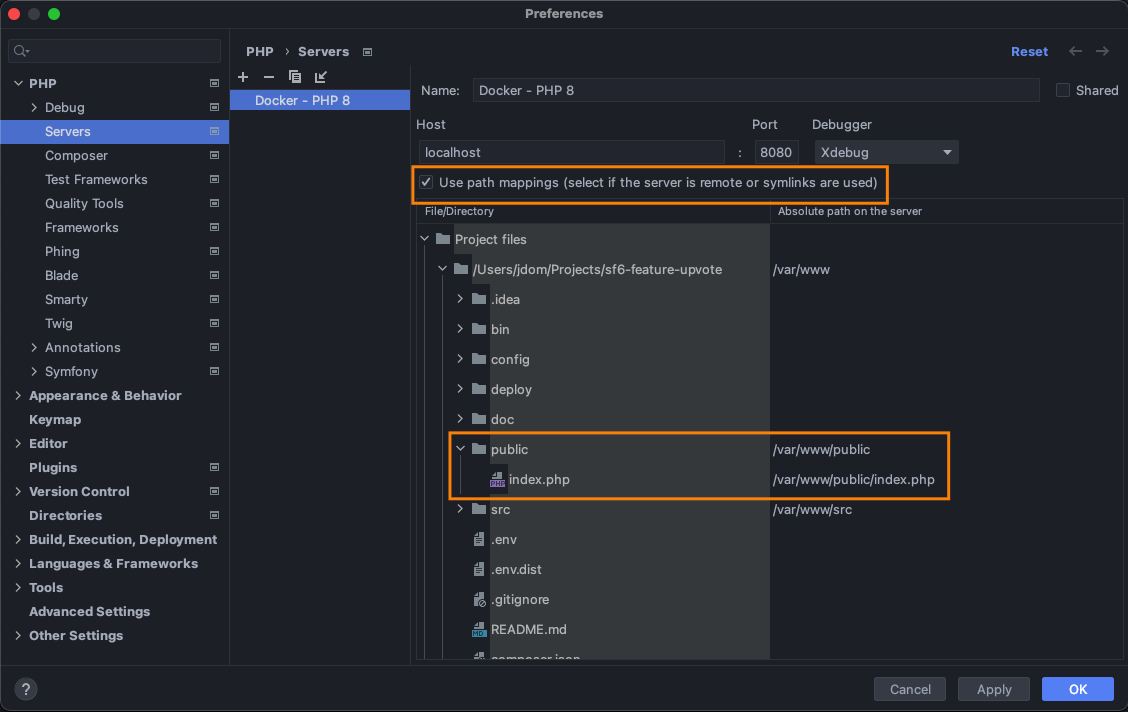 Preferences
PHP
Debug
Servers
Composer
Test Frameworks
Quality Tools
Frameworks
Phing
Blade
Smarty
Twig
Annotations
Symfony
Appearance & Behavior
Keymap
Editor
Plugins
Version Control
Directories
Build, Execution, Deployment
Languages & Frameworks
Tools
Advanced Settings
Other Settings
PHP › Servers
Reset
Docker - PHP 8
Name: Docker - PHP 8 Shared
Host Port Debugger
localhost : 8080 Xdebug
Use path mappings (select if the server is remote or symlinks are used)
File/Directory Absolute path on the server
Project files
/Users/jdom/Projects/sf6-feature-upvote /var/www
.idea
bin
config
deploy
doc
public /var/www/public
PHP index.php /var/www/public/index.php
src /var/www/src
.env
.env.dist
.gitignore
MD README.md
composer.json
? Cancel Apply OK